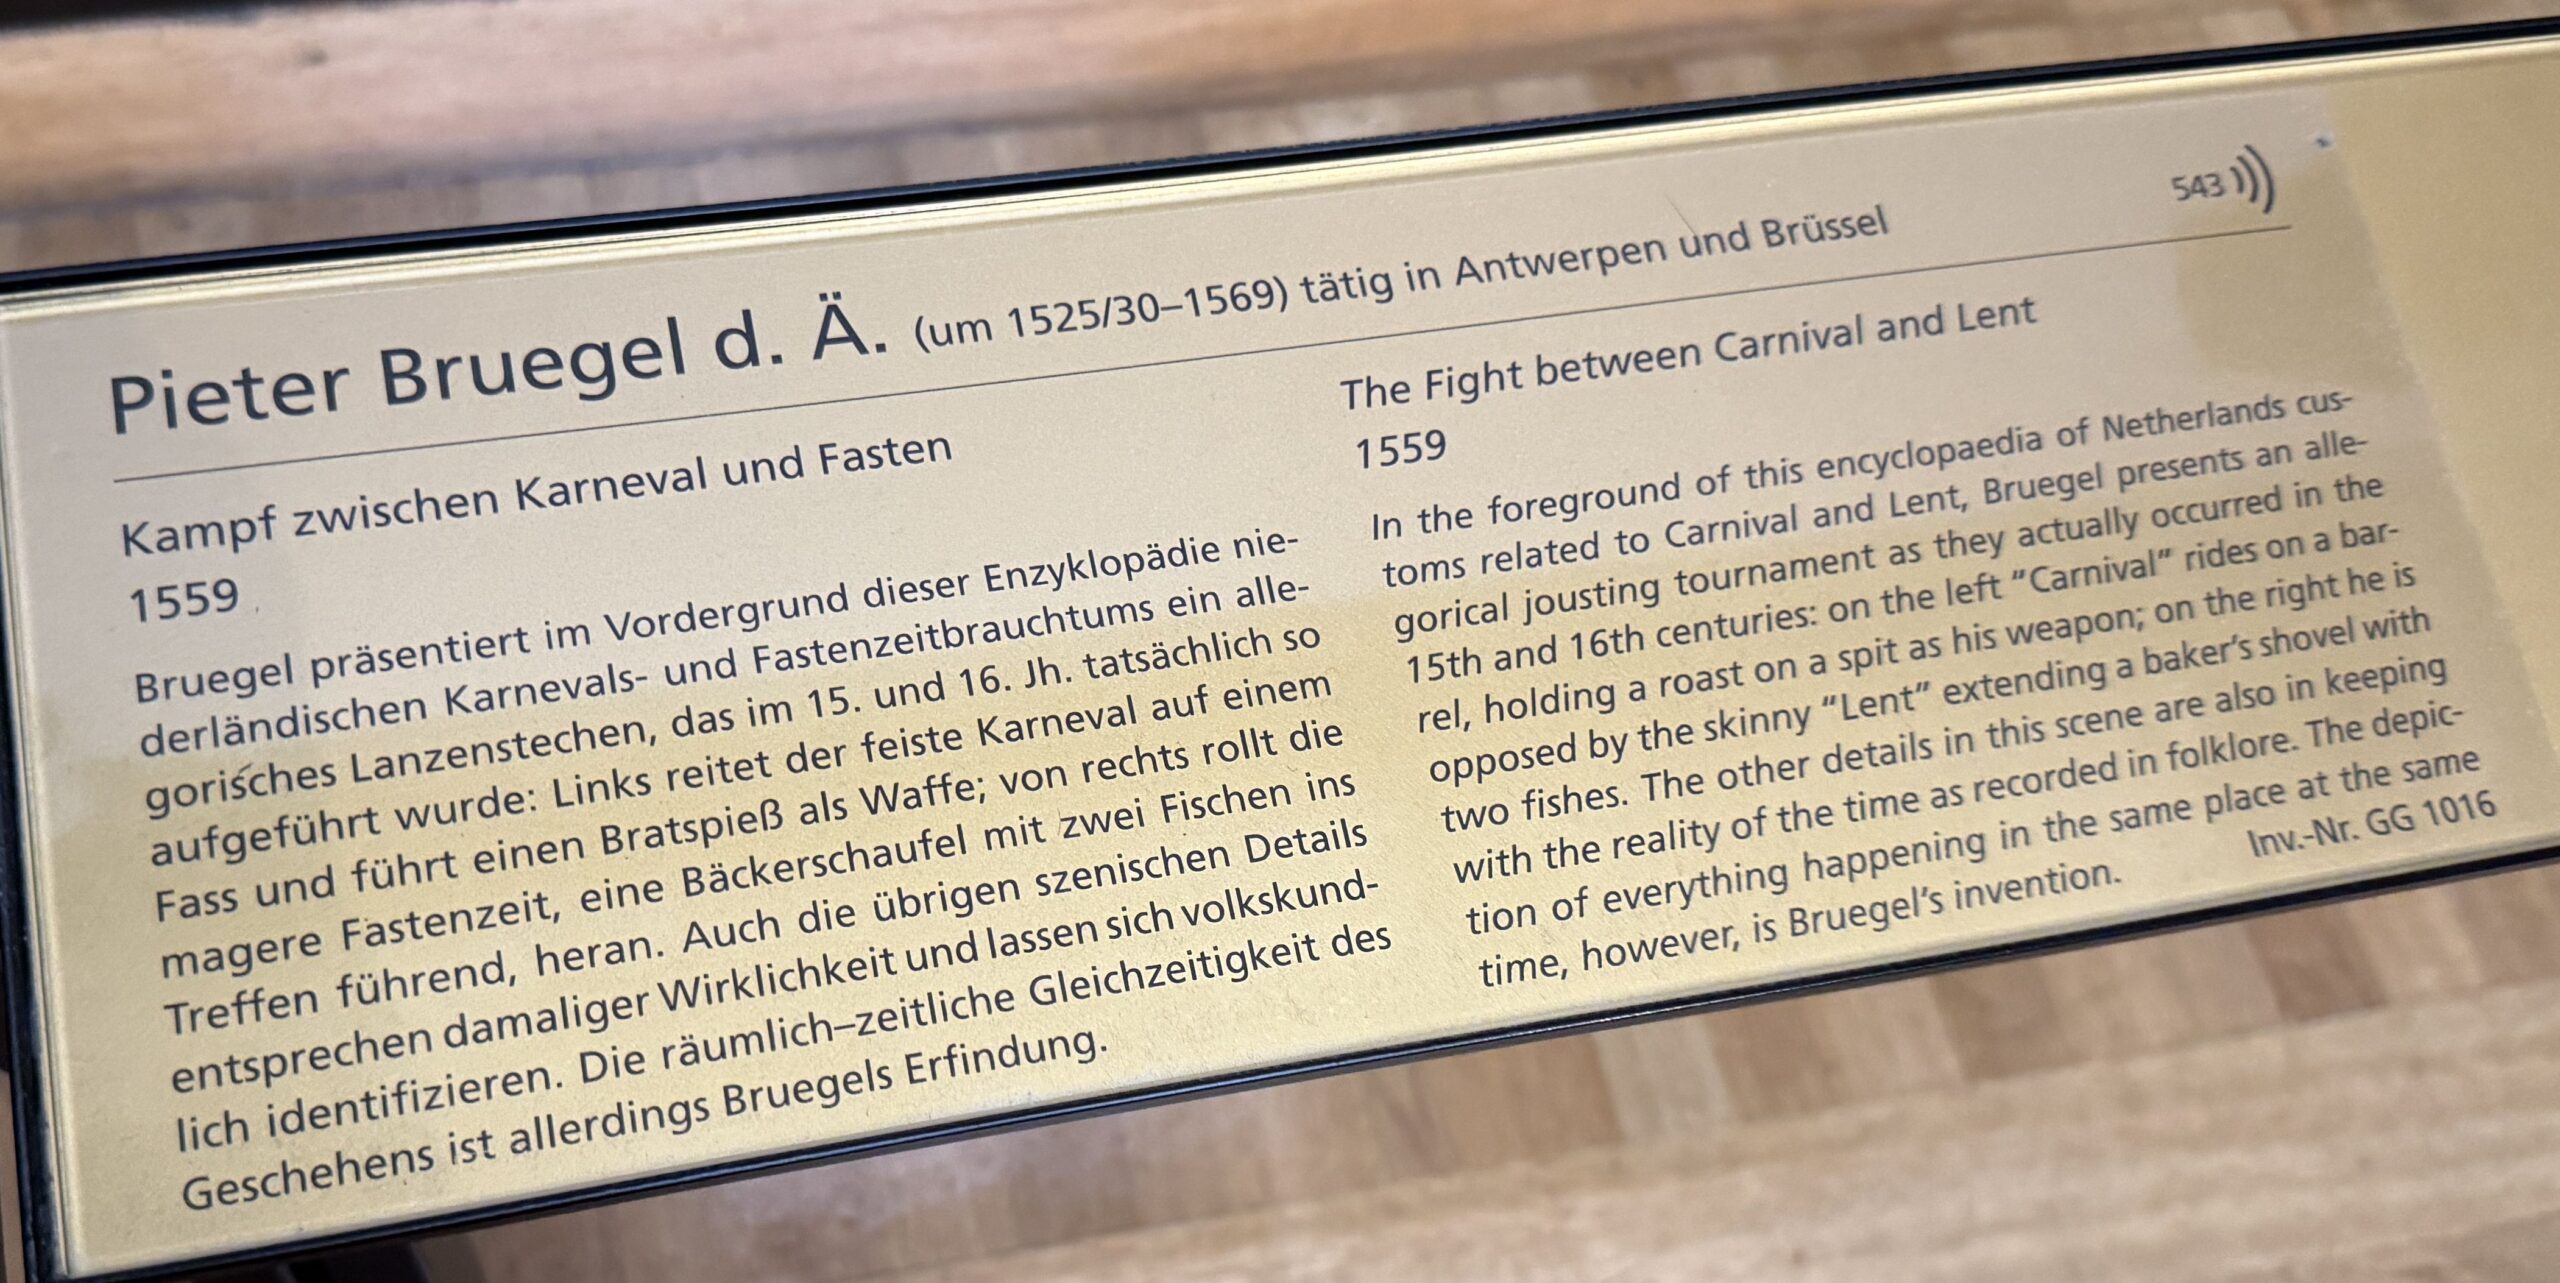 543
Pieter Bruegel d. Ä. (um 1525/30–1569) tätig in Antwerpen und Brüssel
Kampf zwischen Karneval und Fasten
1559
Bruegel präsentiert im Vordergrund dieser Enzyklopädie nie-
derländischen Karnevals- und Fastenzeitbrauchtums ein alle-
gorisches Lanzenstechen, das im 15. und 16. Jh. tatsächlich so
aufgeführt wurde: Links reitet der feiste Karneval auf einem
Fass und führt einen Bratspieß als Waffe; von rechts rollt die
magere Fastenzeit, eine Bäckerschaufel mit zwei Fischen ins
Treffen führend, heran. Auch die übrigen szenischen Details
entsprechen damaliger Wirklichkeit und lassen sich volkskund-
lich identifizieren. Die räumlich–zeitliche Gleichzeitigkeit des
Geschehens ist allerdings Bruegels Erfindung.
The Fight between Carnival and Lent
1559
In the foreground of this encyclopaedia of Netherlands cus-
toms related to Carnival and Lent, Bruegel presents an alle-
gorical jousting tournament as they actually occurred in the
15th and 16th centuries: on the left “Carnival” rides on a bar-
rel, holding a roast on a spit as his weapon; on the right he is
opposed by the skinny “Lent” extending a baker’s shovel with
two fishes. The other details in this scene are also in keeping
with the reality of the time as recorded in folklore. The depic-
tion of everything happening in the same place at the same
time, however, is Bruegel’s invention.
Inv.-Nr. GG 1016